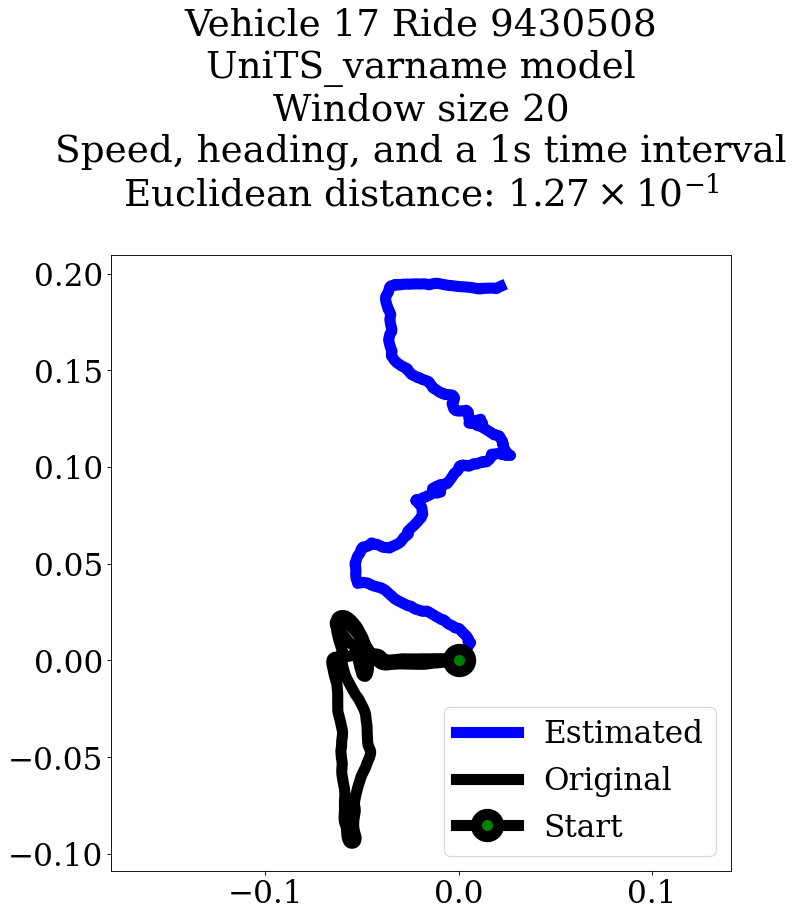 Vehicle 17 Ride 9430508
UniTS_varname model
Window size 20
Speed, heading, and a 1s time interval
Euclidean distance: 1.27 × 10⁻¹
0.20
0.15
0.10
0.05
0.00
−0.05
−0.10
Estimated
Original
Start
−0.1
0.0
0.1